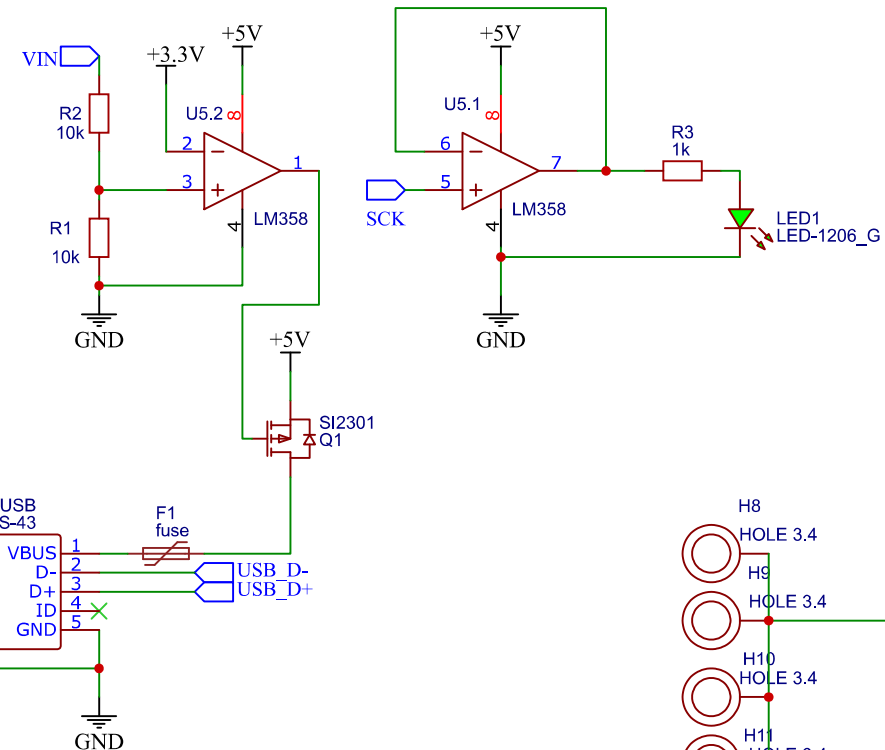 +5V
+5V
VIN
+3.3V
R2
10k
U5.2
8
2
3
1
4
LM358
R1
10k
GND
U5.1
8
6
5
7
4
LM358
SCK
R3
1k
LED1
LED-1206_G
GND
+5V
SI2301
Q1
USB
S-43
F1
fuse
VBUS 1
D- 2
D+ 3
ID 4
GND 5
USB_D-
USB_D+
GND
H8
HOLE 3.4
H9
HOLE 3.4
H10
HOLE 3.4
H11